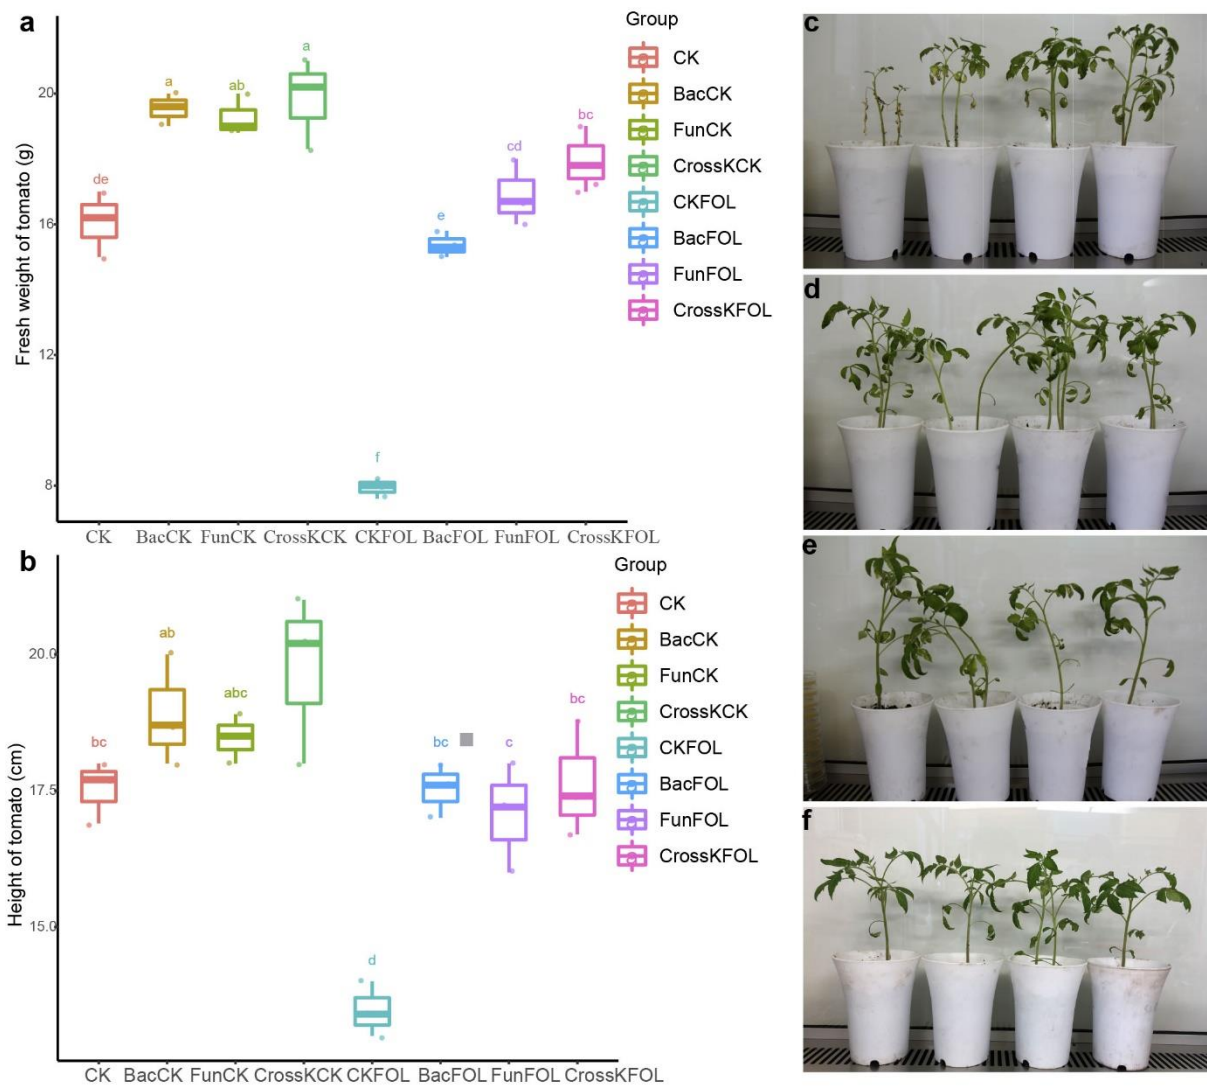 a
Fresh weight of tomato (g)
20
16
12
8
a
ab
a
de
e
cd
bc
f
CK BacCK FunCK CrossKCK CKFOL BacFOL FunFOL CrossKFOL
Group
CK
BacCK
FunCK
CrossKCK
CKFOL
BacFOL
FunFOL
CrossKFOL
b
Height of tomato (cm)
20.0
17.5
15.0
bc
ab
abc
d
bc
c
bc
CK BacCK FunCK CrossKCK CKFOL BacFOL FunFOL CrossKFOL
Group
CK
BacCK
FunCK
CrossKCK
CKFOL
BacFOL
FunFOL
CrossKFOL
c
d
e
f